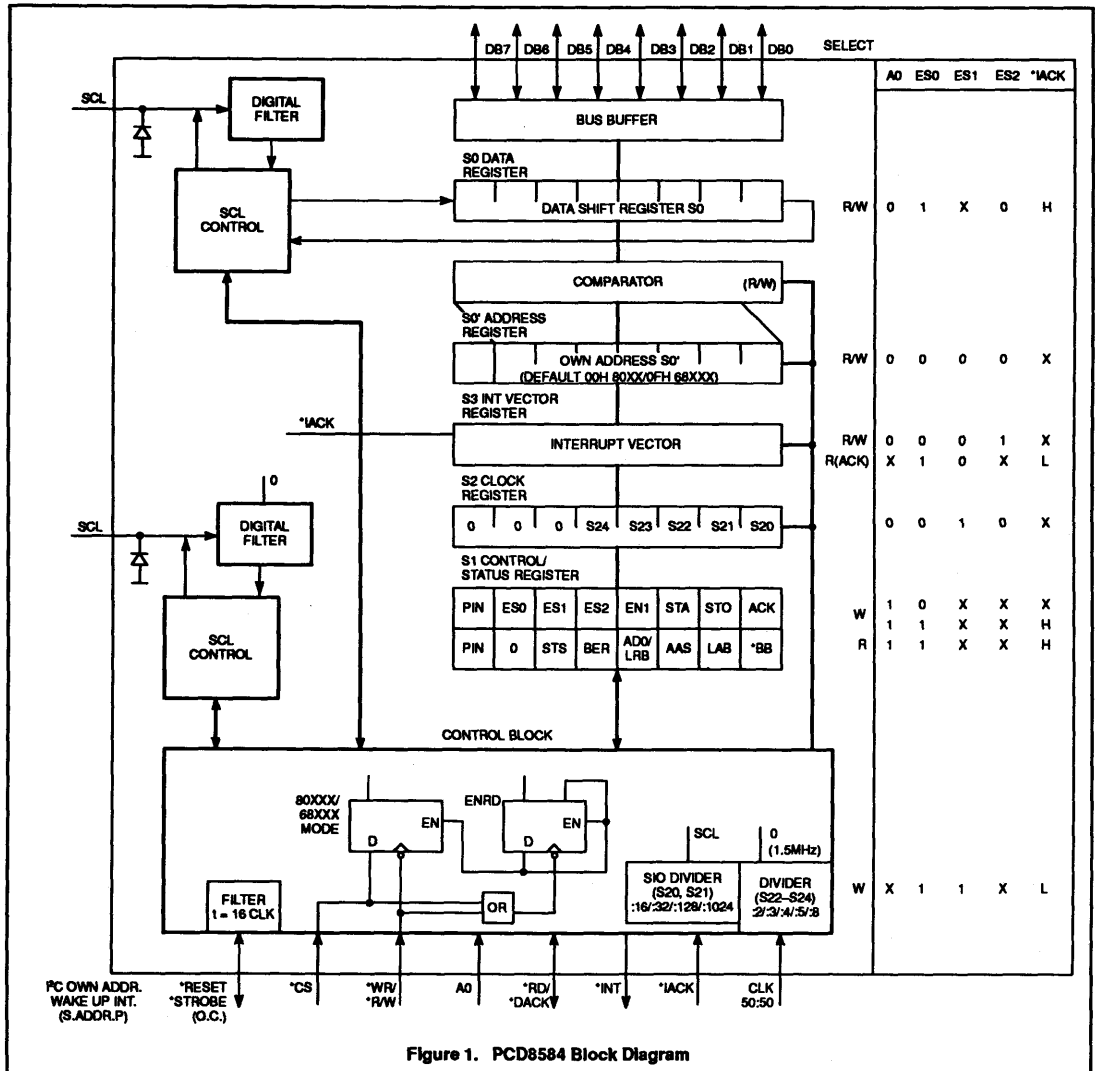 DB7 DB6 DB5 DB4 DB3 DB2 DB1 DB0
SELECT
A0 ES0 ES1 ES2 *IACK
SCL
DIGITAL
FILTER
BUS BUFFER
S0 DATA
REGISTER
SCL
CONTROL
DATA SHIFT REGISTER S0
R/W 0 1 X 0 H
COMPARATOR (R/W)
S0' ADDRESS
REGISTER
OWN ADDRESS S0'
(DEFAULT 00H 80XX/0FH 68XXX)
R/W 0 0 0 0 X
S3 INT VECTOR
REGISTER
*IACK
INTERRUPT VECTOR
R/W 0 0 0 1 X
R(ACK) X 1 0 X L
S2 CLOCK
REGISTER
0
SCL
DIGITAL
FILTER
0 0 0 S24 S23 S22 S21 S20
0 0 1 0 X
S1 CONTROL/
STATUS REGISTER
PIN ES0 ES1 ES2 EN1 STA STO ACK
W 1 0 X X X
1 1 X X H
SCL
CONTROL
PIN 0 STS BER AD0/
LRB AAS LAB *BB
R 1 1 X X H
CONTROL BLOCK
80XXX/
68XXX
MODE
EN
D
ENRD
EN
D
SCL
0
(1.5MHz)
OR
FILTER
t = 16 CLK
SIO DIVIDER
(S20, S21)
:16/:32/:128/:1024
DIVIDER
(S22–S24)
:2/:3/:4/:5/:8
W X 1 1 X L
I²C OWN ADDR.
WAKE UP INT.
(S.ADDR.P)
*RESET
*STROBE
(O.C.)
*CS
*WR/
*R/W
A0
*RD/
*DACK
*INT
*IACK
CLK
50:50
Figure 1. PCD8584 Block Diagram